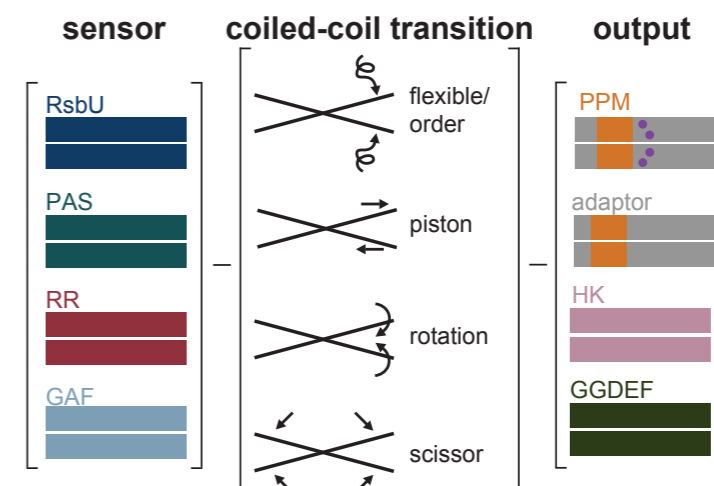 sensor
coiled-coil transition
output
RsbU
PAS
RR
GAF
flexible/
order
piston
rotation
scissor
PPM
adaptor
HK
GGDEF